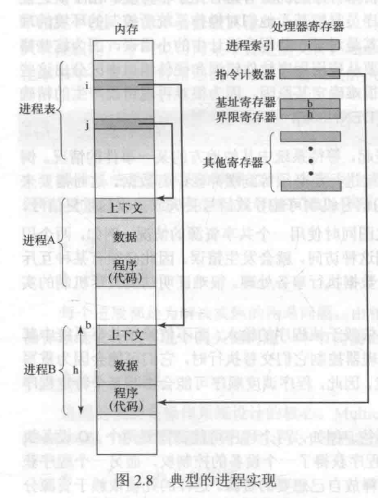 内存
处理器寄存器
进程索引
指令计数器
基址寄存器
b
界限寄存器
h
其他寄存器
进程表
i
j
上下文
进程A
数据
程序
(代码)
b
上下文
进程B
h
数据
程序
(代码)
图 2.8 典型的进程实现